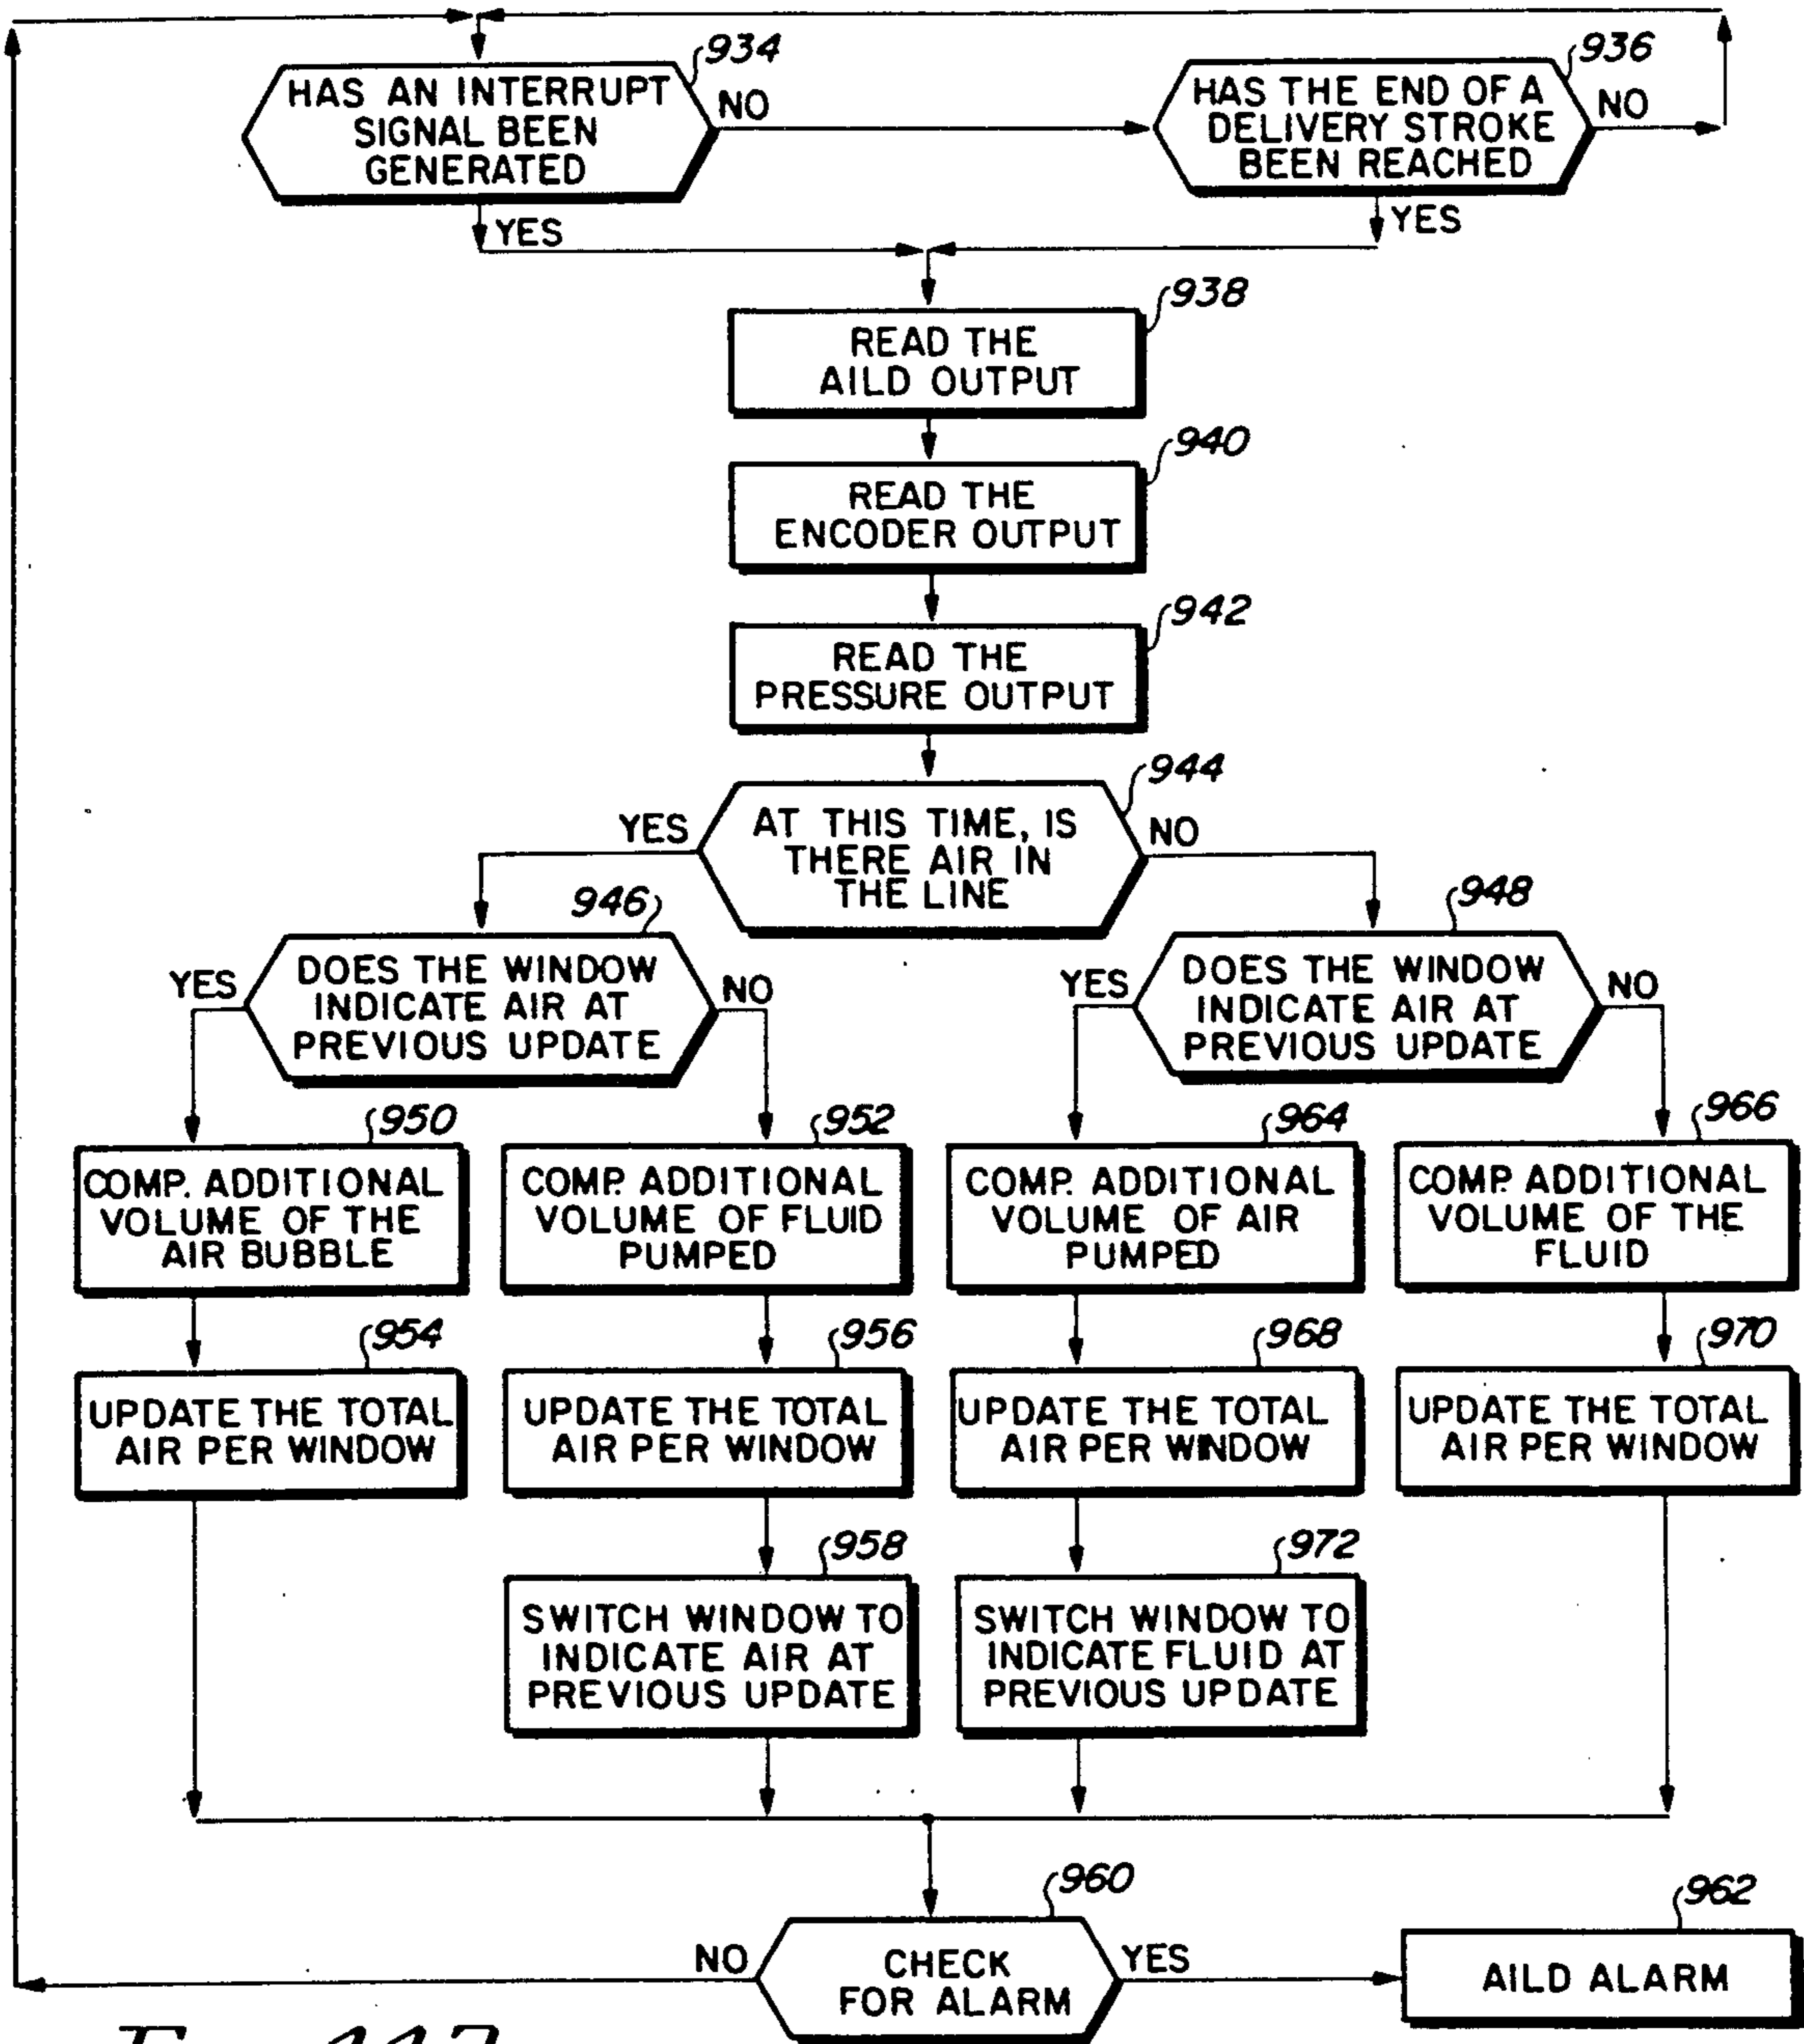 934
HAS AN INTERRUPT
SIGNAL BEEN
GENERATED
NO
YES
936
HAS THE END OF A
DELIVERY STROKE
BEEN REACHED
NO
YES
938
READ THE
AILD OUTPUT
940
READ THE
ENCODER OUTPUT
942
READ THE
PRESSURE OUTPUT
944
YES
AT THIS TIME, IS
THERE AIR IN
THE LINE
NO
946
YES
DOES THE WINDOW
INDICATE AIR AT
PREVIOUS UPDATE
NO
948
YES
DOES THE WINDOW
INDICATE AIR AT
PREVIOUS UPDATE
NO
950
COMP. ADDITIONAL
VOLUME OF THE
AIR BUBBLE
952
COMP. ADDITIONAL
VOLUME OF FLUID
PUMPED
964
COMP. ADDITIONAL
VOLUME OF AIR
PUMPED
966
COMP. ADDITIONAL
VOLUME OF THE
FLUID
954
UPDATE THE TOTAL
AIR PER WINDOW
956
UPDATE THE TOTAL
AIR PER WINDOW
968
UPDATE THE TOTAL
AIR PER WINDOW
970
UPDATE THE TOTAL
AIR PER WINDOW
958
SWITCH WINDOW TO
INDICATE AIR AT
PREVIOUS UPDATE
972
SWITCH WINDOW TO
INDICATE FLUID AT
PREVIOUS UPDATE
960
NO
CHECK
FOR ALARM
YES
962
AILD ALARM